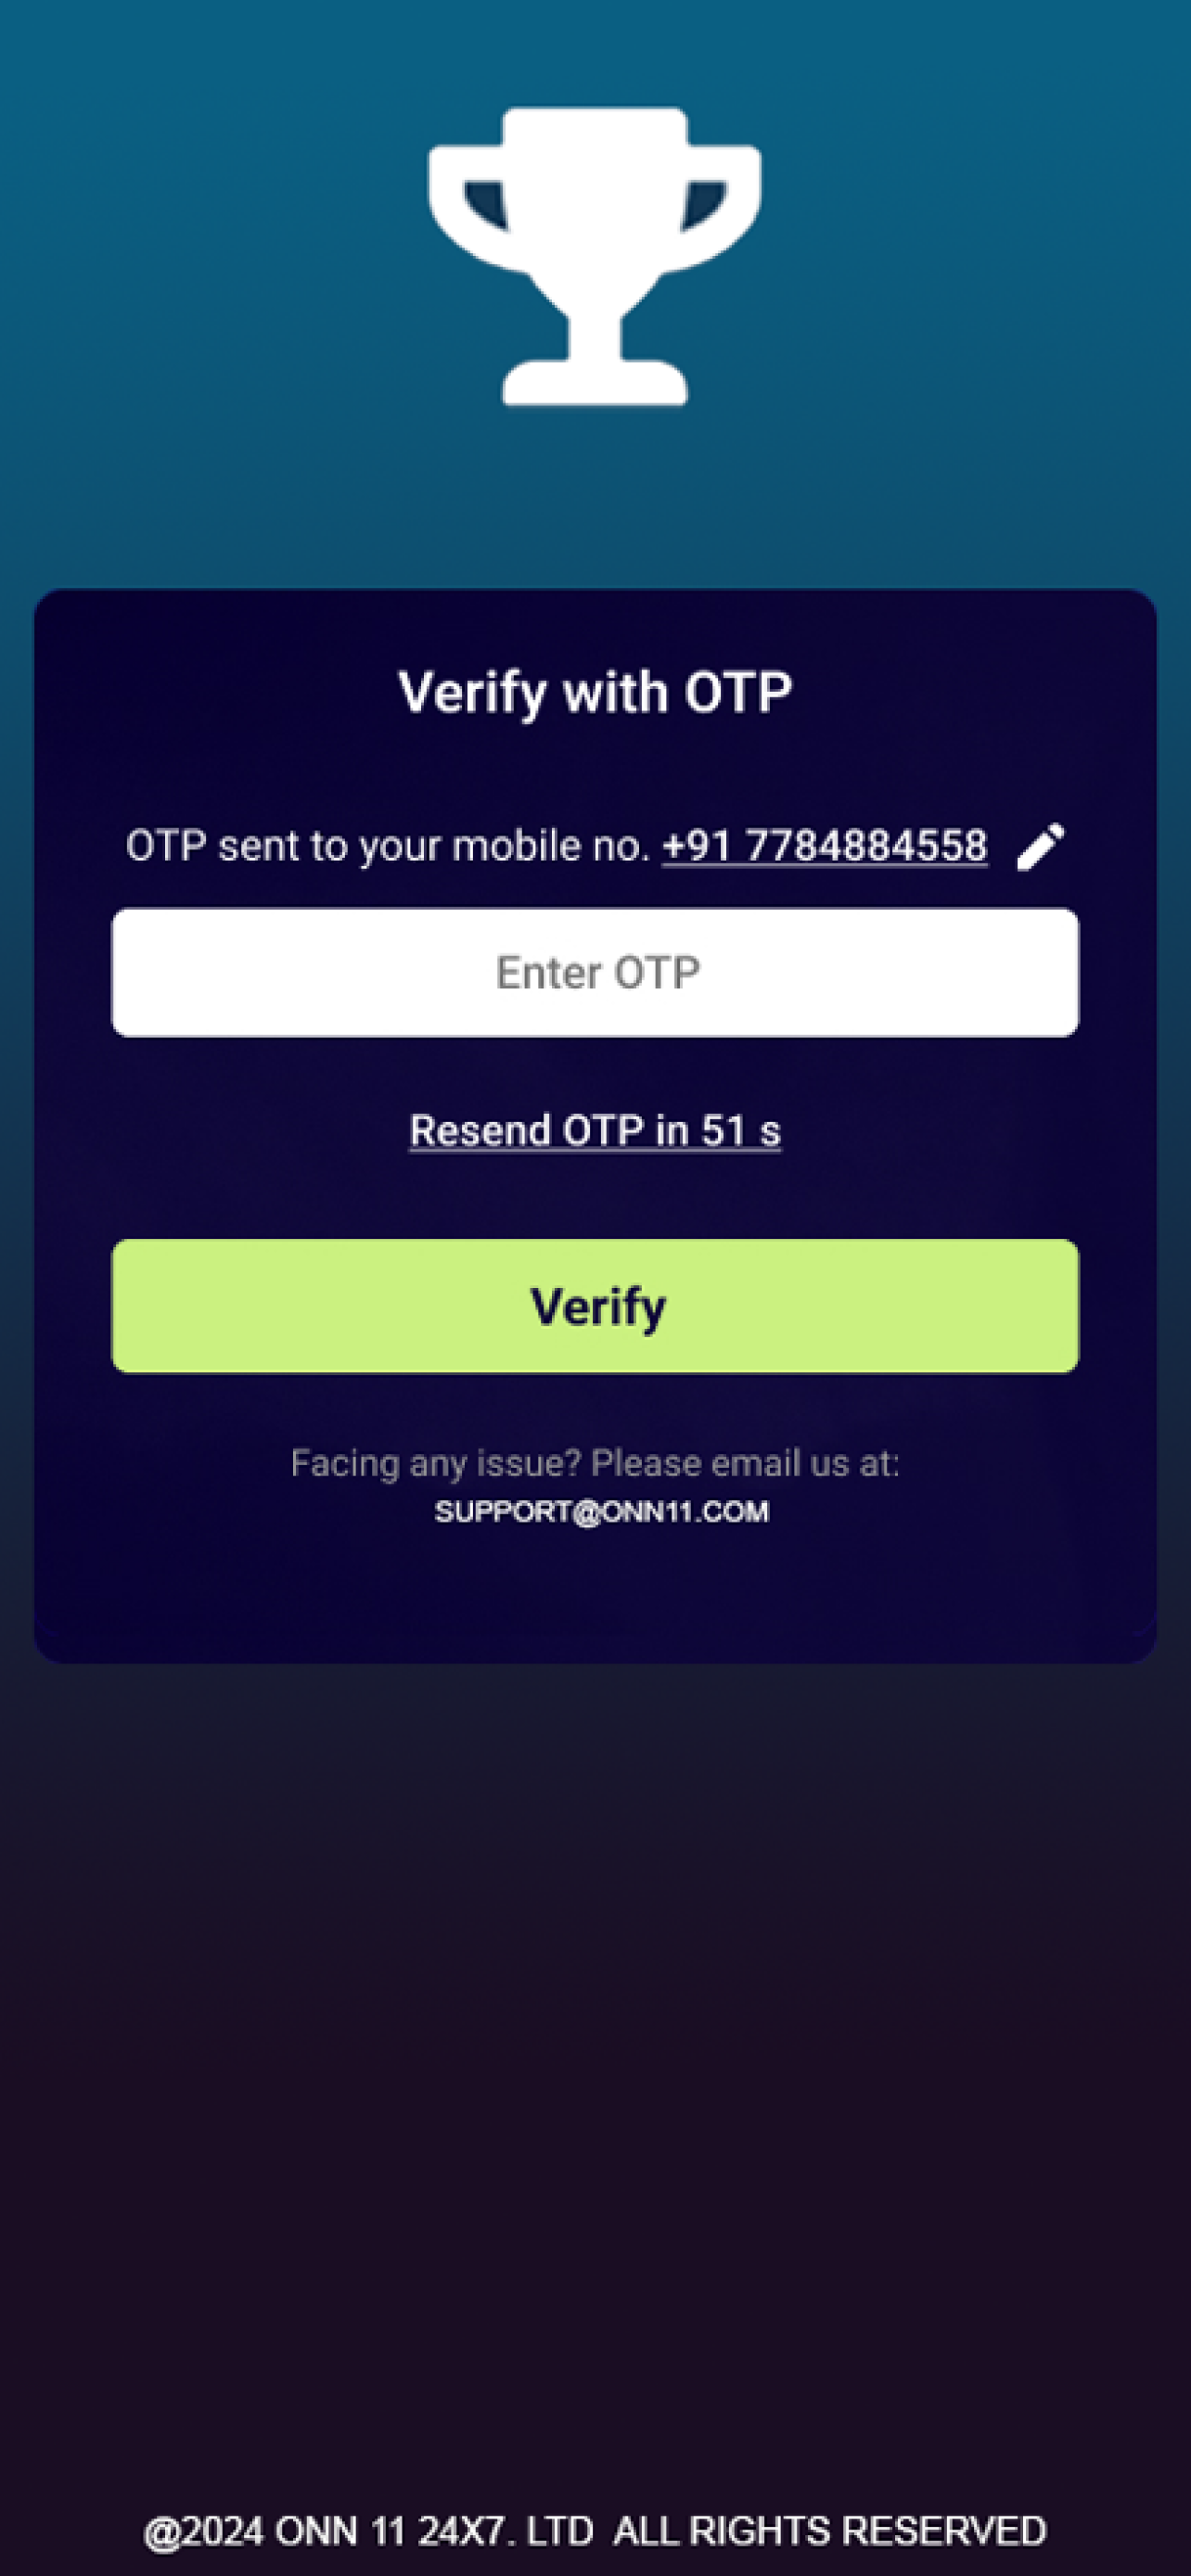 Verify with OTP
OTP sent to your mobile no. +91 7784884558
Enter OTP
Resend OTP in 51 s
Verify
Facing any issue? Please email us at:
SUPPORT@ONN11.COM
@2024 ONN 11 24X7. LTD  ALL RIGHTS RESERVED